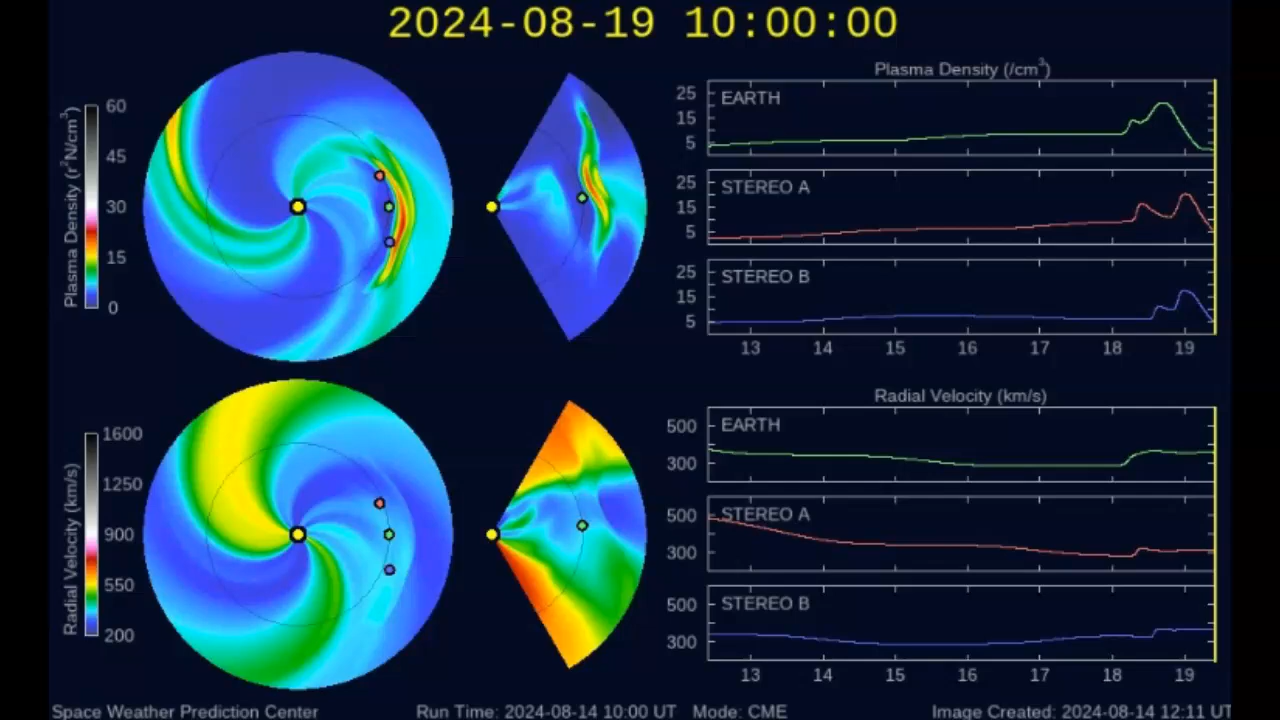 2024-08-19 10:00:00
Plasma Density (r²N/cm³)
60
45
30
15
0
Plasma Density (/cm³)
25
15
5
EARTH
25
15
5
STEREO A
25
15
5
STEREO B
13 14 15 16 17 18 19
Radial Velocity (km/s)
1600
1250
900
550
200
Radial Velocity (km/s)
500
300
EARTH
500
300
STEREO A
500
300
STEREO B
13 14 15 16 17 18 19
Space Weather Prediction Center Run Time: 2024-08-14 10:00 UT Mode: CME Image Created: 2024-08-14 12:11 UT